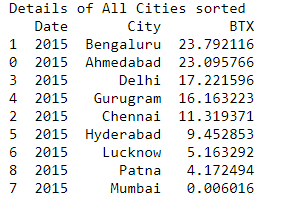 Details of All Cities sorted
Date City BTX
1 2015 Bengaluru 23.792116
0 2015 Ahmedabad 23.095766
3 2015 Delhi 17.221596
4 2015 Gurugram 16.163223
2 2015 Chennai 11.319371
5 2015 Hyderabad 9.452853
6 2015 Lucknow 5.163292
8 2015 Patna 4.172494
7 2015 Mumbai 0.006016